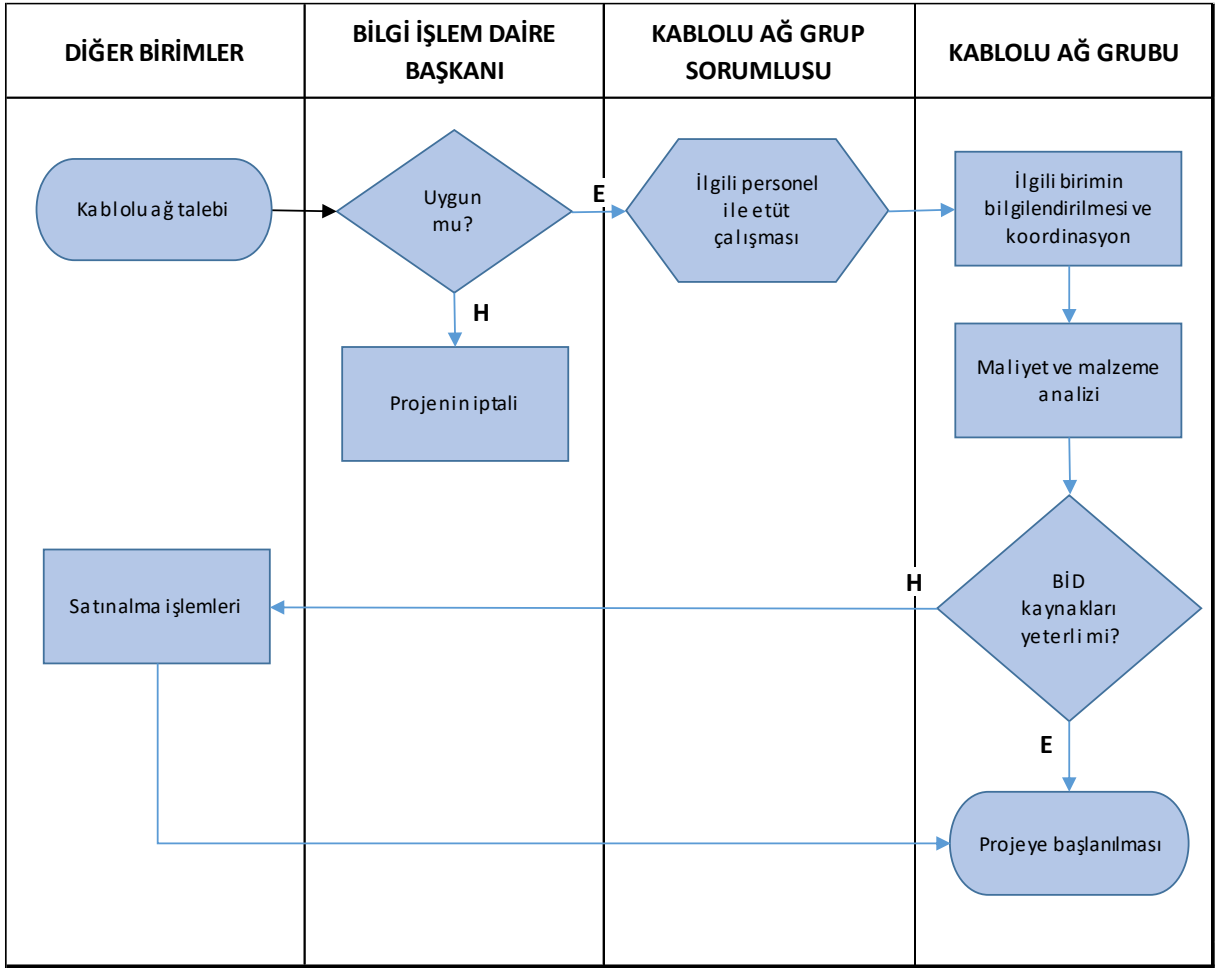 DİĞER BİRİMLER
BİLGİ İŞLEM DAİRE
BAŞKANI
KABLOLU AĞ GRUP
SORUMLUSU
KABLOLU AĞ GRUBU
Kablolu ağ talebi
Uygun
mu?
E
İlgili personel
ile etüt
çalışması
İlgili birimin
bilgilendirilmesi ve
koordinasyon
H
Projenin iptali
Maliyet ve malzeme
analizi
Satınalma işlemleri
H
BİD
kaynakları
yeterli mi?
E
Projeye başlanılması